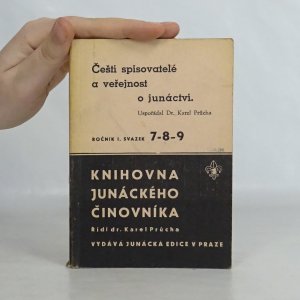 Čeští spisovatelé
a veřejnost
o junáctví.
Uspořádal Dr. Karel Průcha
ROČNÍK I. SVAZEK 7-8-9
KNIHOVNA
JUNÁCKÉHO
ČINOVNÍKA
Řídí dr. Karel Průcha
VYDÁVÁ JUNÁCKÁ EDICE V PRAZE